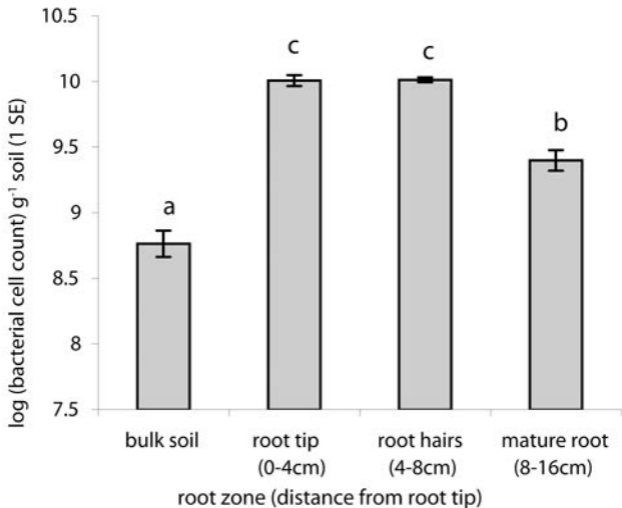 log (bacterial cell count) g⁻¹ soil (1 SE)
10.5
10
9.5
9
8.5
8
7.5
a
c
c
b
bulk soil
root tip
(0-4cm)
root hairs
(4-8cm)
mature root
(8-16cm)
root zone (distance from root tip)